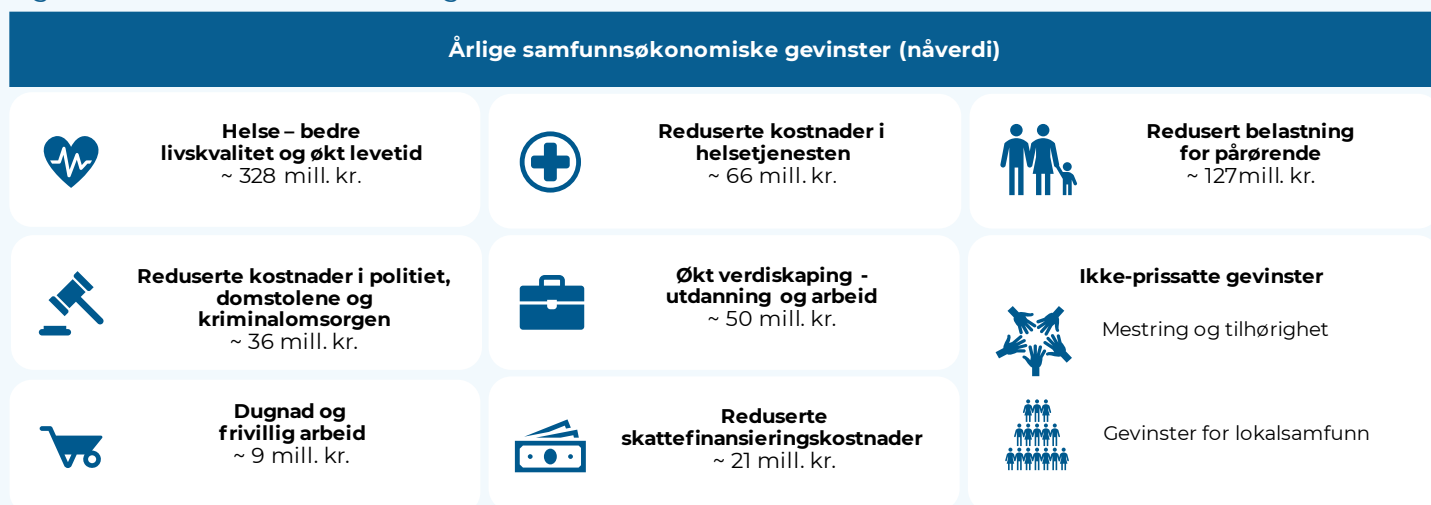 Årlige samfunnsøkonomiske gevinster (nåverdi)
Helse – bedre
livskvalitet og økt levetid
~ 328 mill. kr.
Reduserte kostnader i
helsetjenesten
~ 66 mill. kr.
Redusert belastning
for pårørende
~ 127mill. kr.
Reduserte kostnader i politiet,
domstolene og
kriminalomsorgen
~ 36 mill. kr.
Økt verdiskaping -
utdanning og arbeid
~ 50 mill. kr.
Ikke-prissatte gevinster
Mestring og tilhørighet
Gevinster for lokalsamfunn
Dugnad og
frivillig arbeid
~ 9 mill. kr.
Reduserte
skattefinansieringskostnader
~ 21 mill. kr.